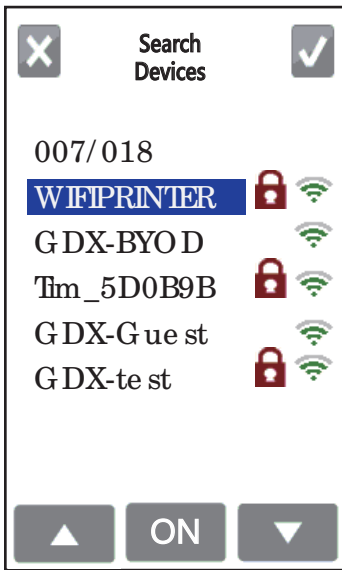 Search
Devices
007/018
WIFIPRINTER
GDX-BYOD
Tim_5D0B9B
GDX-Guest
GDX-test
ON